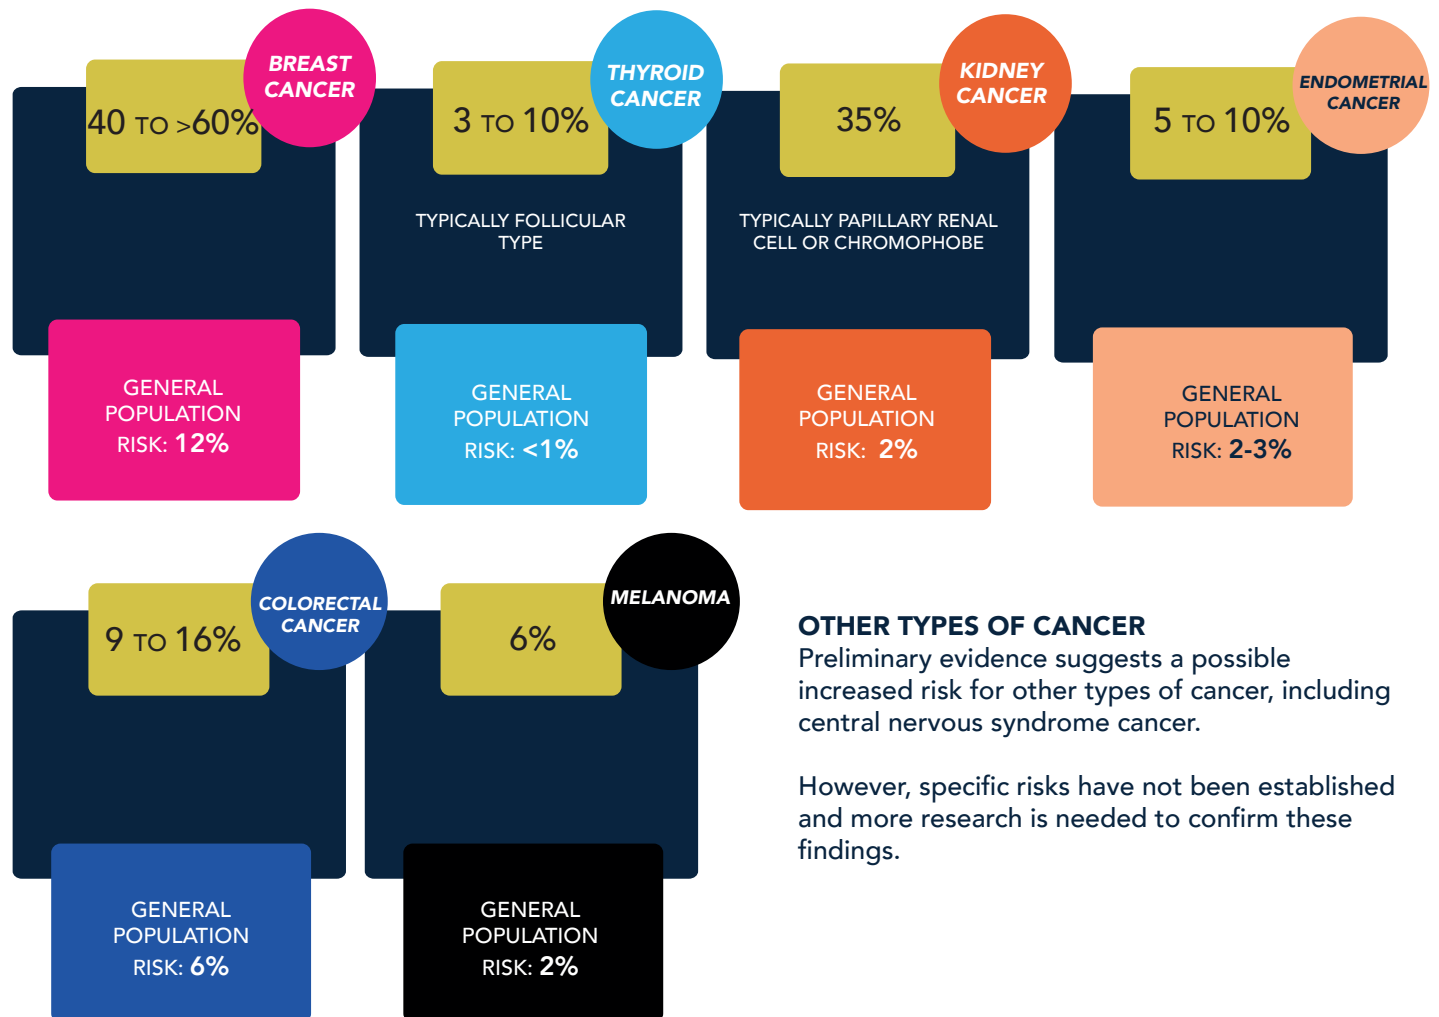 BREAST
CANCER
40 TO >60%
GENERAL
POPULATION
RISK: 12%
THYROID
CANCER
3 TO 10%
TYPICALLY FOLLICULAR
TYPE
GENERAL
POPULATION
RISK: <1%
KIDNEY
CANCER
35%
TYPICALLY PAPILLARY RENAL
CELL OR CHROMOPHOBE
GENERAL
POPULATION
RISK: 2%
ENDOMETRIAL
CANCER
5 TO 10%
GENERAL
POPULATION
RISK: 2-3%
COLORECTAL
CANCER
9 TO 16%
GENERAL
POPULATION
RISK: 6%
MELANOMA
6%
GENERAL
POPULATION
RISK: 2%
OTHER TYPES OF CANCER
Preliminary evidence suggests a possible
increased risk for other types of cancer, including
central nervous syndrome cancer.
However, specific risks have not been established
and more research is needed to confirm these
findings.